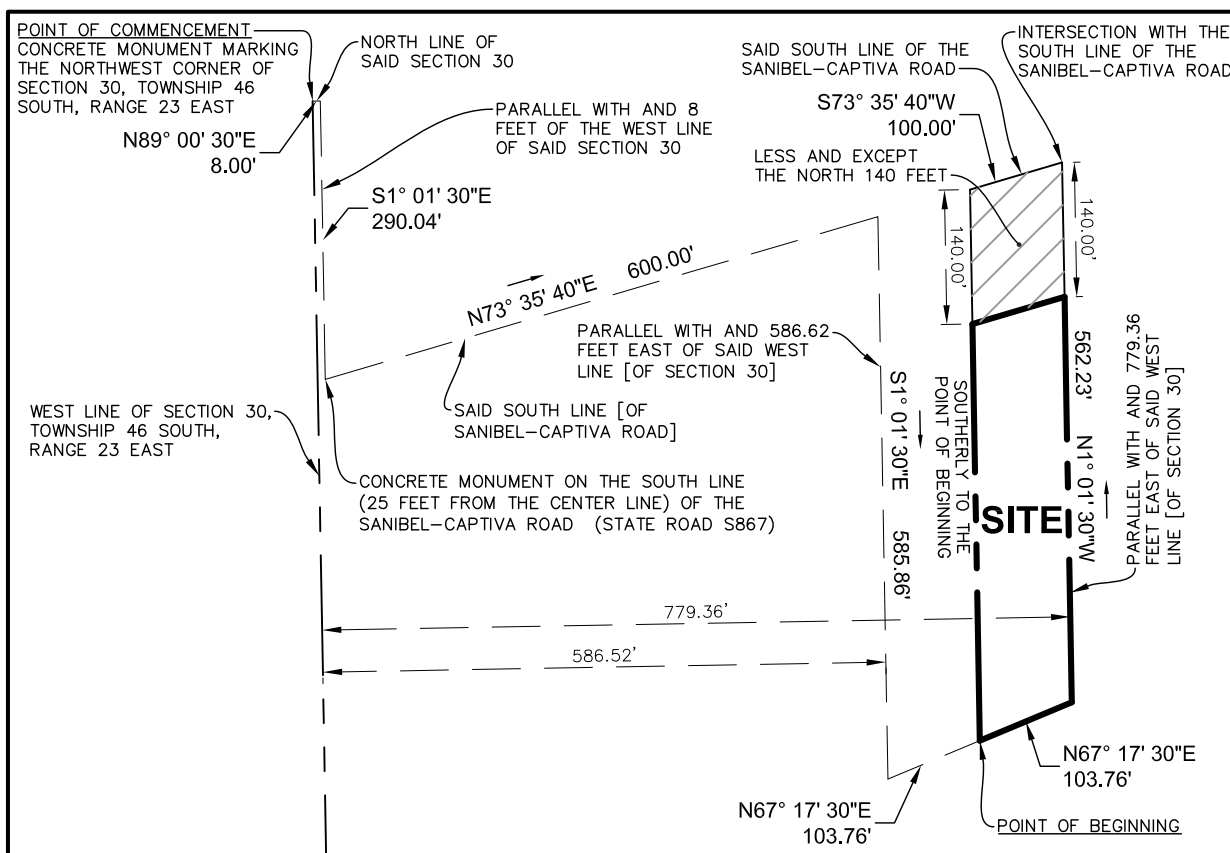 POINT OF COMMENCEMENT
CONCRETE MONUMENT MARKING
THE NORTHWEST CORNER OF
SECTION 30, TOWNSHIP 46
SOUTH, RANGE 23 EAST
N89° 00' 30"E
8.00'
NORTH LINE OF
SAID SECTION 30
PARALLEL WITH AND 8
FEET OF THE WEST LINE
OF SAID SECTION 30
S1° 01' 30"E
290.04'
SAID SOUTH LINE OF THE
SANIBEL-CAPTIVA ROAD
S73° 35' 40"W
100.00'
INTERSECTION WITH THE
SOUTH LINE OF THE
SANIBEL-CAPTIVA ROAD
LESS AND EXCEPT
THE NORTH 140 FEET
140.00'
140.00'
N73° 35' 40"E 600.00'
PARALLEL WITH AND 586.62
FEET EAST OF SAID WEST
LINE [OF SECTION 30]
SAID SOUTH LINE [OF
SANIBEL-CAPTIVA ROAD]
WEST LINE OF SECTION 30,
TOWNSHIP 46 SOUTH,
RANGE 23 EAST
CONCRETE MONUMENT ON THE SOUTH LINE
(25 FEET FROM THE CENTER LINE) OF THE
SANIBEL-CAPTIVA ROAD (STATE ROAD S867)
S1° 01' 30"E 585.86'
SOUTHERLY TO THE
POINT OF BEGINNING
SITE
562.23' N1° 01' 30"W
PARALLEL WITH AND 779.36
FEET EAST OF SAID WEST
LINE [OF SECTION 30]
779.36'
586.52'
N67° 17' 30"E
103.76'
N67° 17' 30"E
103.76'
POINT OF BEGINNING